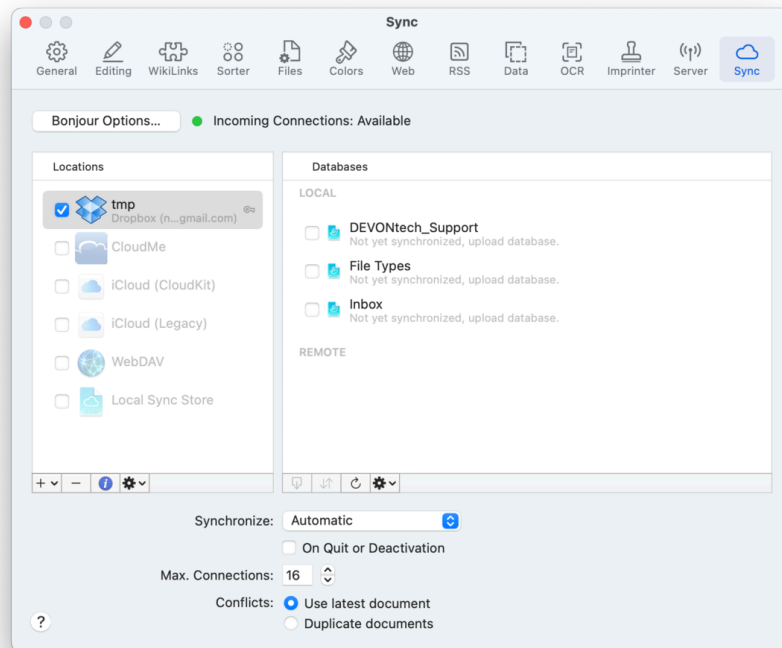 Sync
General Editing WikiLinks Sorter Files Colors Web RSS Data OCR Imprinter Server Sync
Bonjour Options... Incoming Connections: Available
Locations
tmp
Dropbox (n...gmail.com)
CloudMe
iCloud (CloudKit)
iCloud (Legacy)
WebDAV
Local Sync Store
Databases
LOCAL
DEVONtech_Support
Not yet synchronized, upload database.
File Types
Not yet synchronized, upload database.
Inbox
Not yet synchronized, upload database.
REMOTE
Synchronize: Automatic
On Quit or Deactivation
Max. Connections: 16
Conflicts: Use latest document
Duplicate documents
?